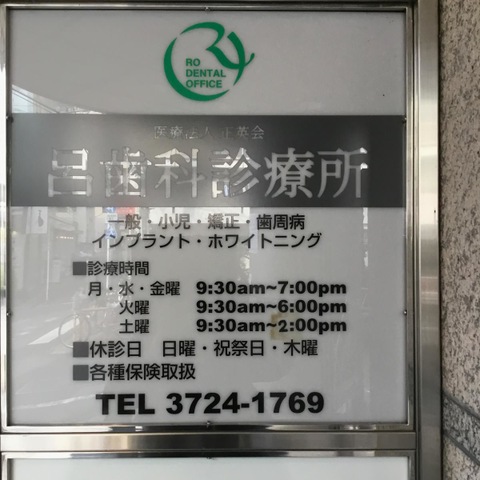 RO
DENTAL
OFFICE
医療法人 正英会
呂歯科診療所
一般・小児・矯正・歯周病
インプラント・ホワイトニング
■診療時間
月・水・金曜 9:30am~7:00pm
火曜 9:30am~6:00pm
土曜 9:30am~2:00pm
■休診日 日曜・祝祭日・木曜
■各種保険取扱
TEL 3724-1769